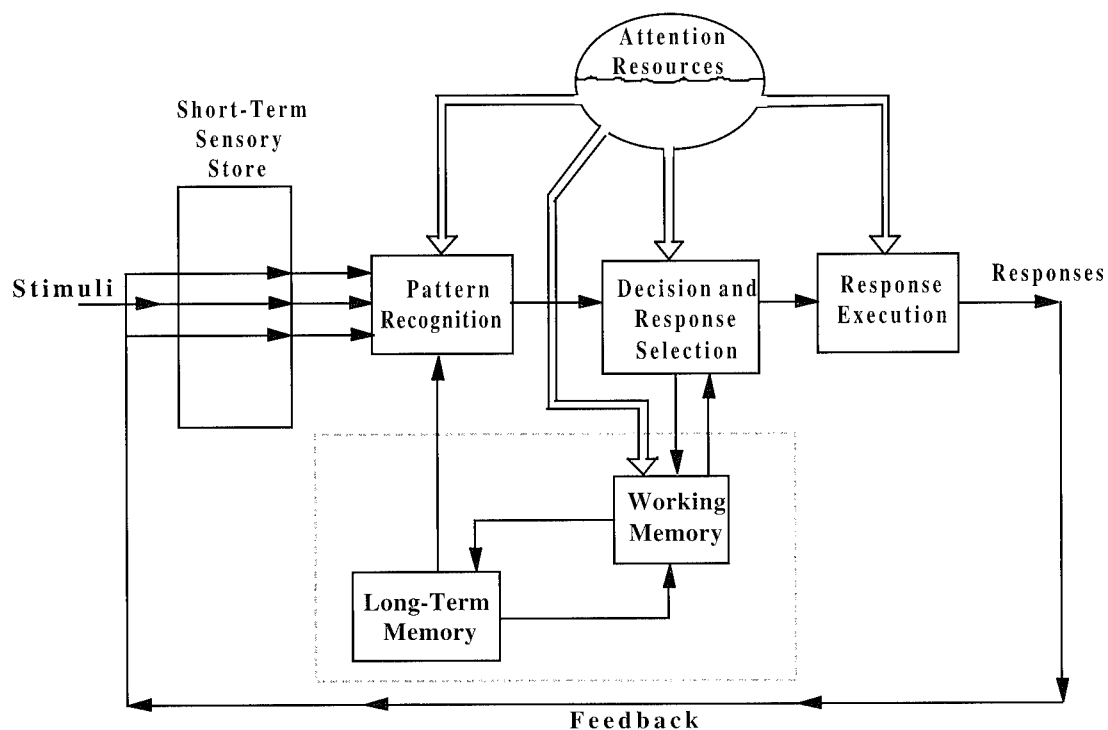 Attention
Resources
Short-Term
Sensory
Store
Stimuli
Pattern
Recognition
Decision and
Response
Selection
Response
Execution
Responses
Working
Memory
Long-Term
Memory
Feedback